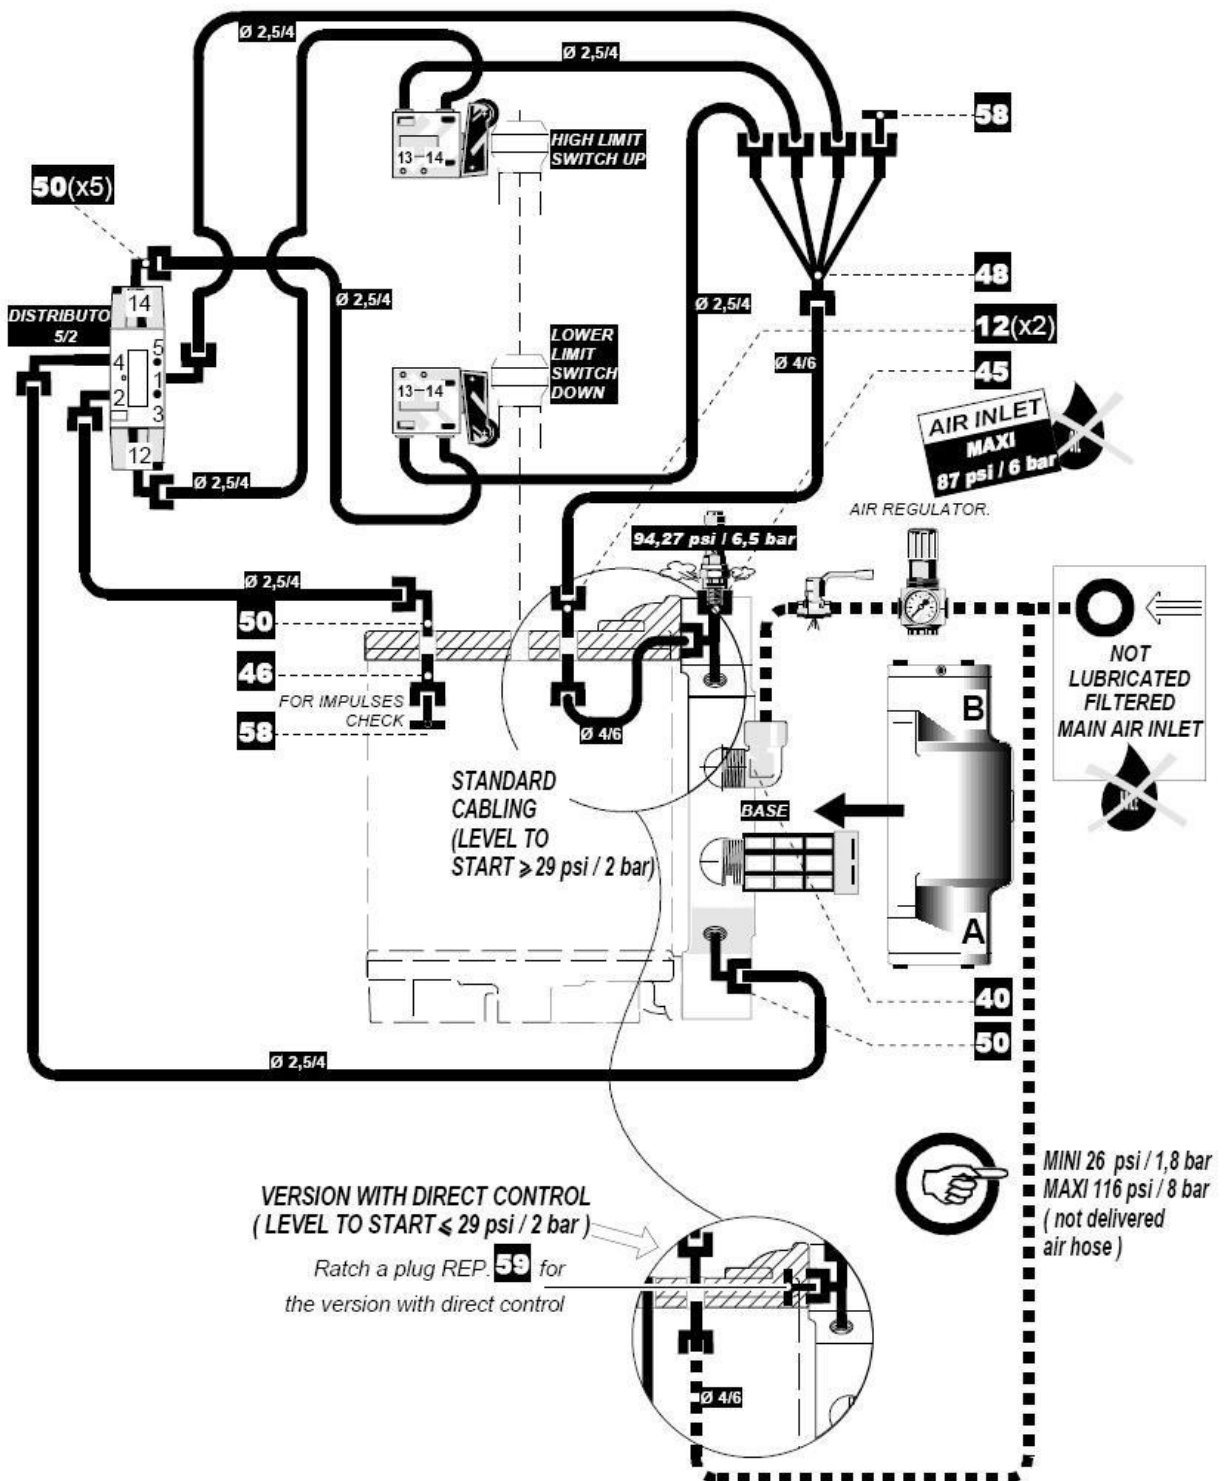 Ø 2,5/4
Ø 2,5/4
58
HIGH LIMIT
SWITCH UP
13-14
50(x5)
48
14
Ø 2,5/4
Ø 2,5/4
DISTRIBUTO
5/2
12(x2)
LOWER
LIMIT
SWITCH
DOWN
5
4
1
2
3
13-14
Ø 4/6
45
AIR INLET
MAXI
87 psi / 6 bar
12
Ø 2,5/4
AIR REGULATOR.
94,27 psi / 6,5 bar
Ø 2,5/4
50
46
FOR IMPULSES
CHECK
58
Ø 4/6
NOT
LUBRICATED
FILTERED
MAIN AIR INLET
B
STANDARD
CABLING
(LEVEL TO
START ⩾ 29 psi / 2 bar)
BASE
A
40
50
Ø 2,5/4
MINI 26 psi / 1,8 bar
MAXI 116 psi / 8 bar
( not delivered
air hose )
VERSION WITH DIRECT CONTROL
( LEVEL TO START ⩽ 29 psi / 2 bar )
Ratch a plug REP. 59 for
the version with direct control
Ø 4/6